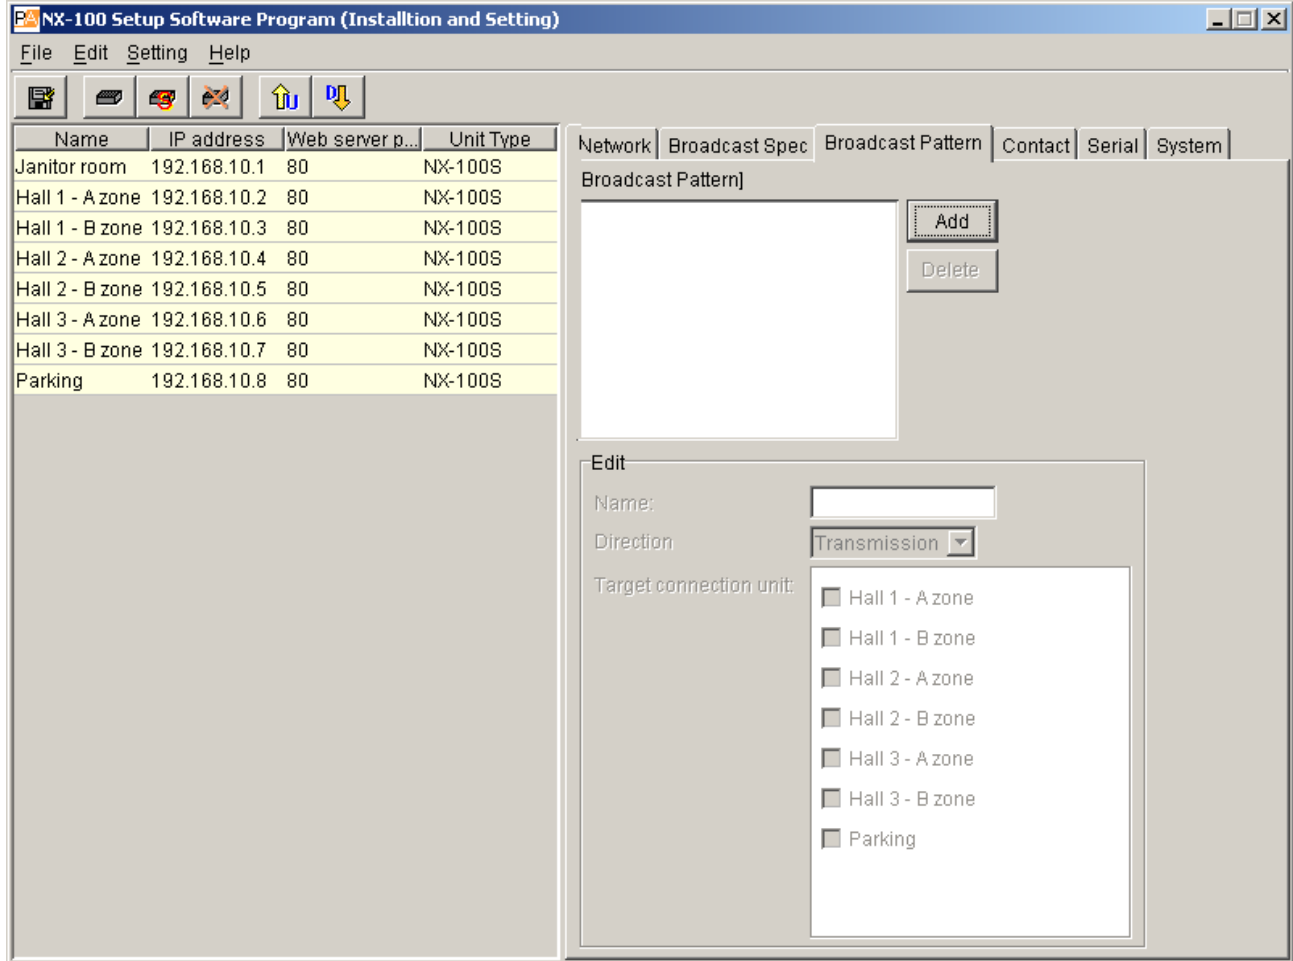 NX-100 Setup Software Program (Installtion and Setting)
File Edit Setting Help
U D
Name IP address Web server p... Unit Type
Janitor room 192.168.10.1 80 NX-100S
Hall 1 - A zone 192.168.10.2 80 NX-100S
Hall 1 - B zone 192.168.10.3 80 NX-100S
Hall 2 - A zone 192.168.10.4 80 NX-100S
Hall 2 - B zone 192.168.10.5 80 NX-100S
Hall 3 - A zone 192.168.10.6 80 NX-100S
Hall 3 - B zone 192.168.10.7 80 NX-100S
Parking 192.168.10.8 80 NX-100S
Network Broadcast Spec Broadcast Pattern Contact Serial System
Broadcast Pattern]
Add
Delete
Edit
Name:
Direction Transmission
Target connection unit:
Hall 1 - A zone
Hall 1 - B zone
Hall 2 - A zone
Hall 2 - B zone
Hall 3 - A zone
Hall 3 - B zone
Parking